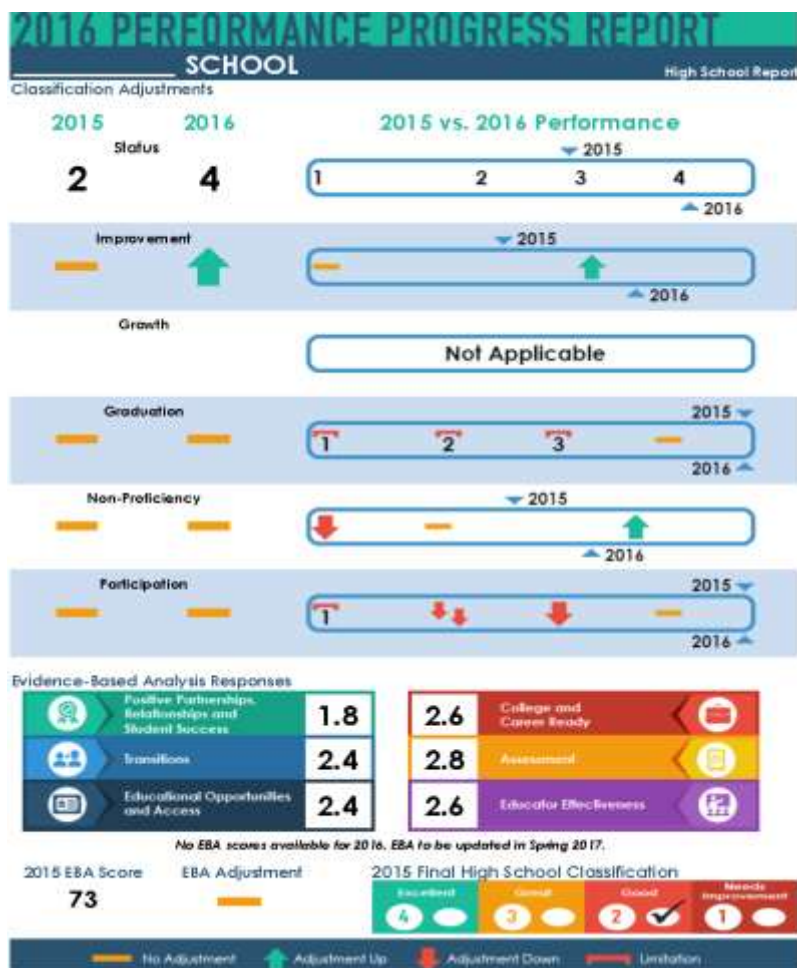 2016 PERFORMANCE PROGRESS REPORT
____________ SCHOOL
High School Report
Classification Adjustments
2015 2016 2015 vs. 2016 Performance
Status 2015
2 4 1 2 3 4
2016
Improvement 2015
2016
Growth
Not Applicable
Graduation 2015
1 2 3
2016
Non-Proficiency 2015
2016
Participation 2015
1
2016
Evidence-Based Analysis Responses
Positive Partnerships,
Relationships and
Student Success
1.8
2.6
College and
Career Ready
Transitions
2.4
2.8
Assessment
Educational Opportunities
and Access
2.4
2.6
Educator Effectiveness
No EBA scores available for 2016. EBA to be updated in Spring 2017.
2015 EBA Score EBA Adjustment 2015 Final High School Classification
73
Excellent Great Good Needs
Improvement
4 3 2 1
No Adjustment Adjustment Up Adjustment Down Limitation